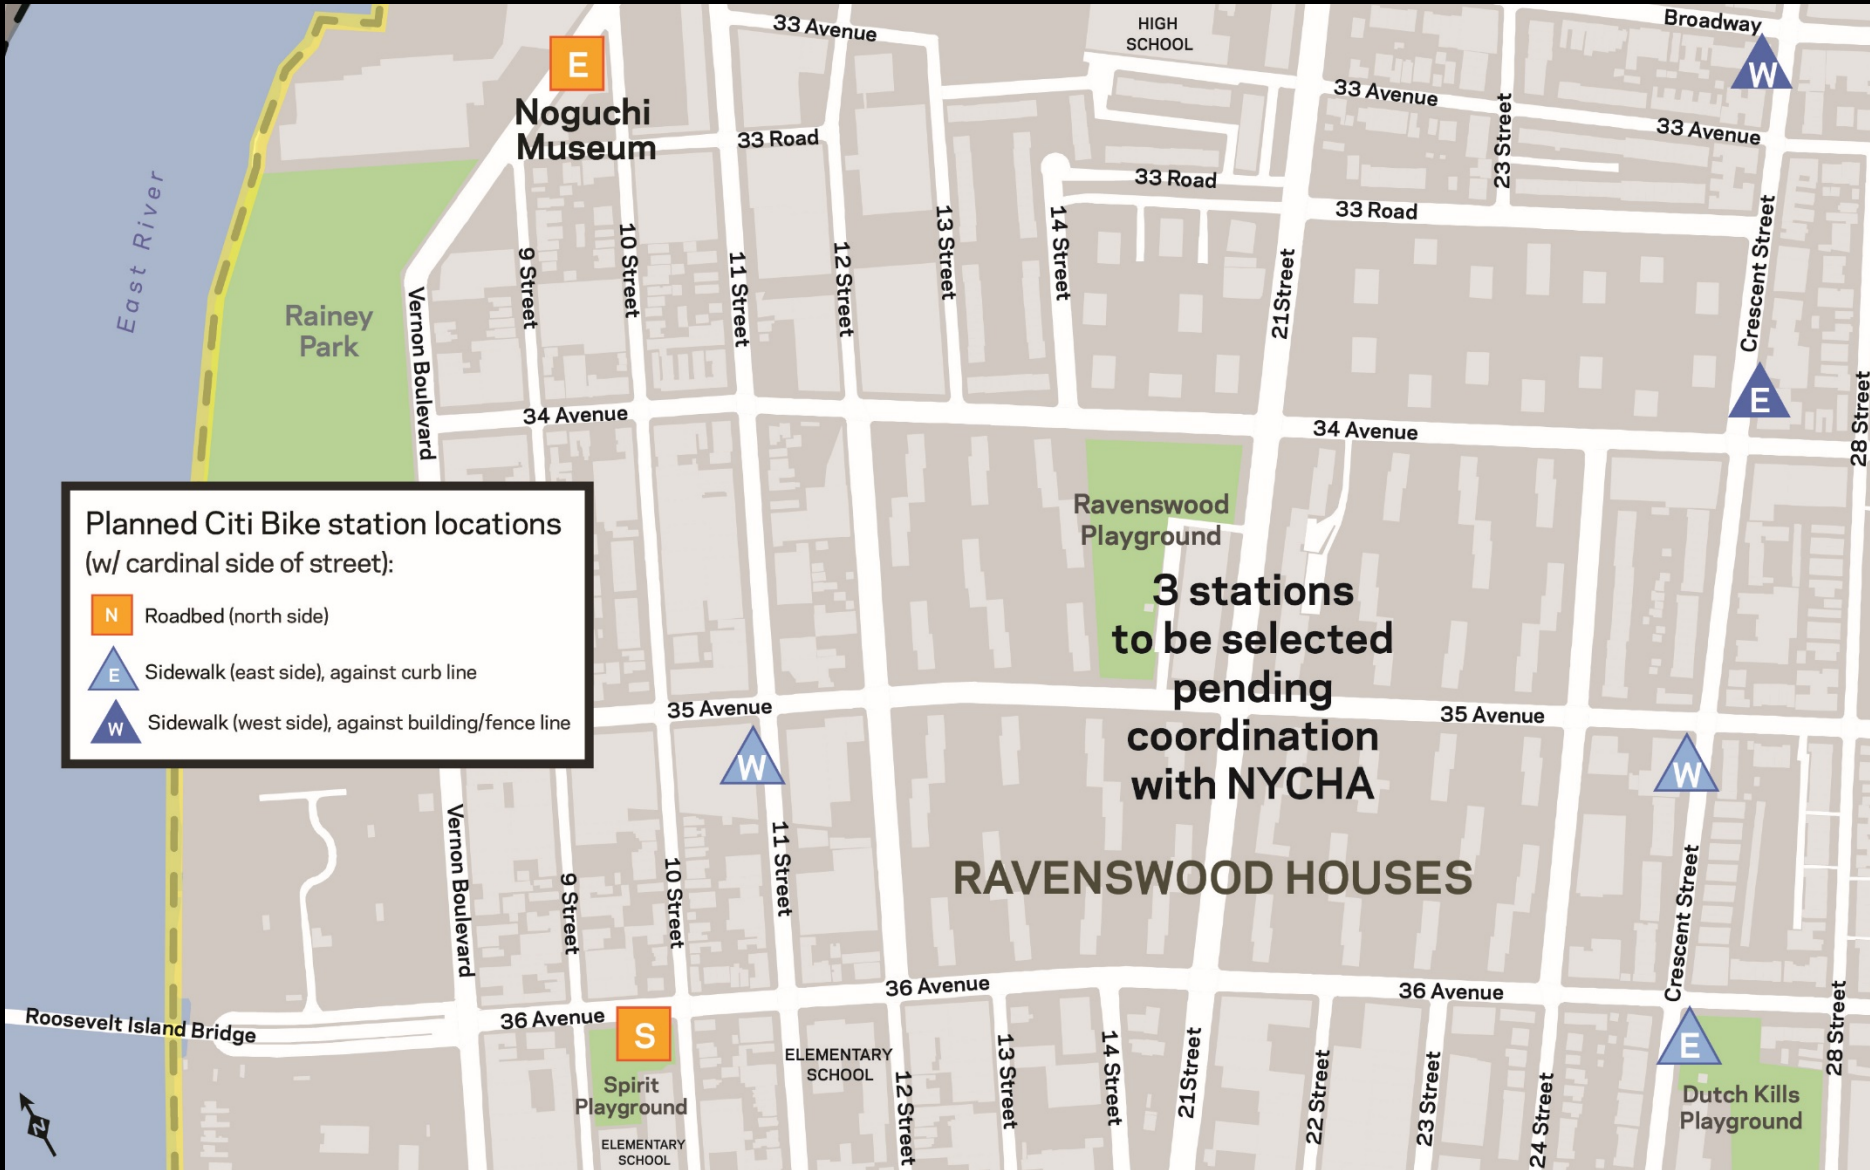 33 Avenue
HIGH
SCHOOL
Broadway
E
W
Noguchi
Museum
33 Avenue
33 Avenue
33 Road
23 Street
33 Road
33 Road
East River
9 Street
10 Street
11 Street
12 Street
13 Street
14 Street
21Street
Crescent Street
Rainey
Park
Vernon Boulevard
34 Avenue
34 Avenue
E
28 Street
Planned Citi Bike station locations
(w/ cardinal side of street):
N Roadbed (north side)
E Sidewalk (east side), against curb line
W Sidewalk (west side), against building/fence line
Ravenswood
Playground
3 stations
to be selected
pending
coordination
with NYCHA
35 Avenue
35 Avenue
W
W
RAVENSWOOD HOUSES
Vernon Boulevard
9 Street
10 Street
11 Street
Crescent Street
36 Avenue
36 Avenue
36 Avenue
Roosevelt Island Bridge
S
E
N
Spirit
Playground
ELEMENTARY
SCHOOL
ELEMENTARY
SCHOOL
12 Street
13 Street
14 Street
21Street
22 Street
23 Street
24 Street
28 Street
Dutch Kills
Playground